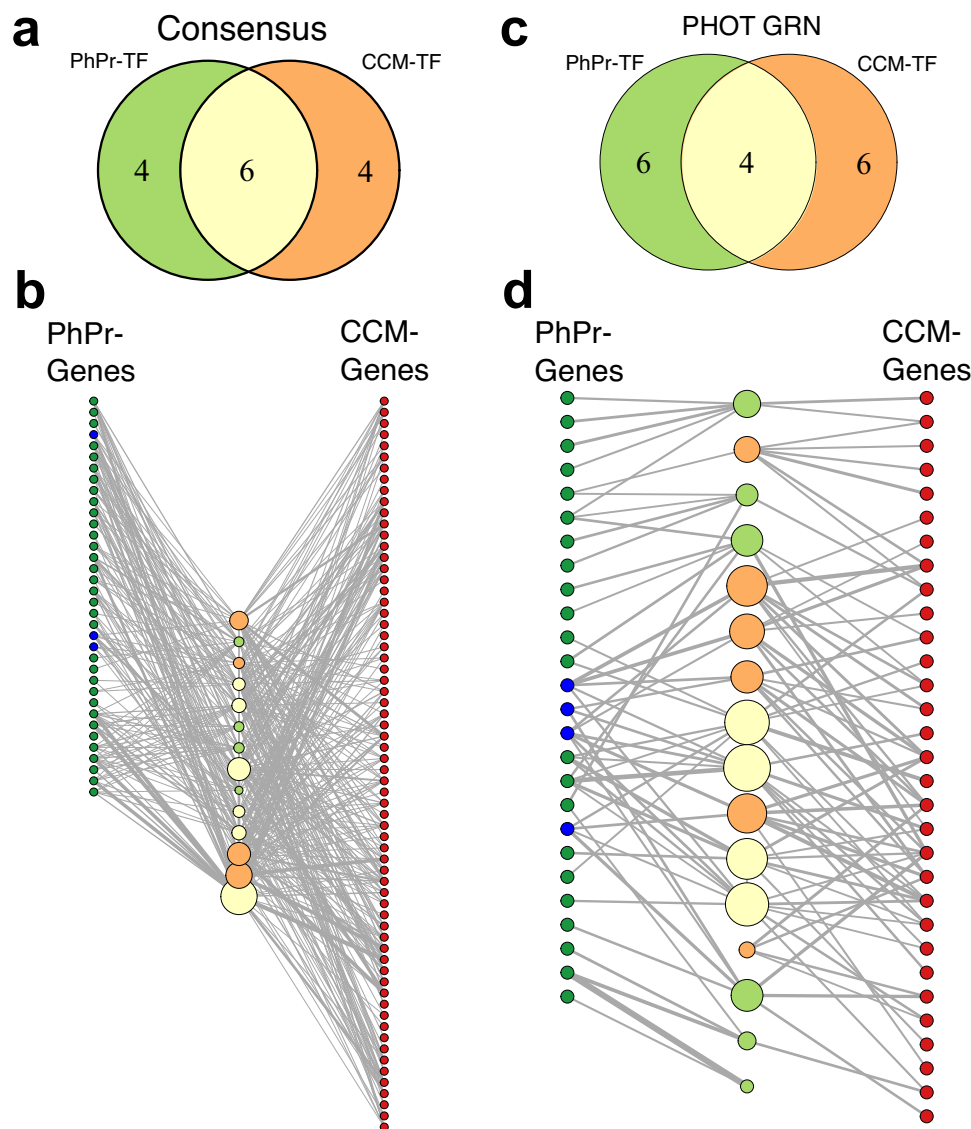 a
Consensus
PhPr-TF
CCM-TF
4
6
4
b
PhPr-
Genes
CCM-
Genes
c
PHOT GRN
PhPr-TF
CCM-TF
6
4
6
d
PhPr-
Genes
CCM-
Genes